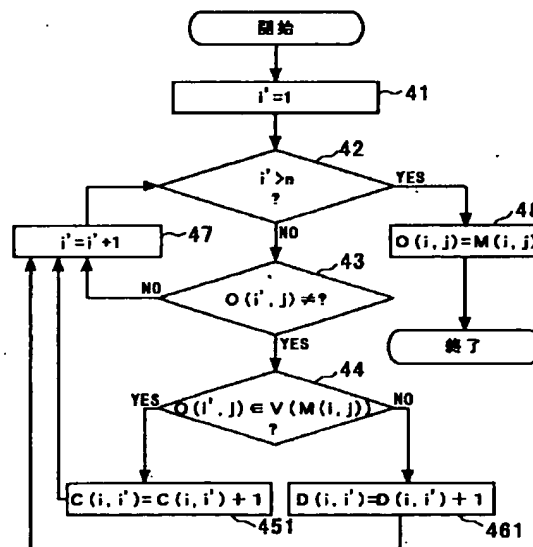 開始
i'=1
41
42
i'>n
?
YES
NO
48
i'=i'+1
47
O(i,j)=M(i,j)
43
NO
O(i',j)≠?
YES
終了
44
YES
O(i',j)∈V(M(i,j))
?
NO
C(i,i')=C(i,i')+1
D(i,i')=D(i,i')+1
451
461